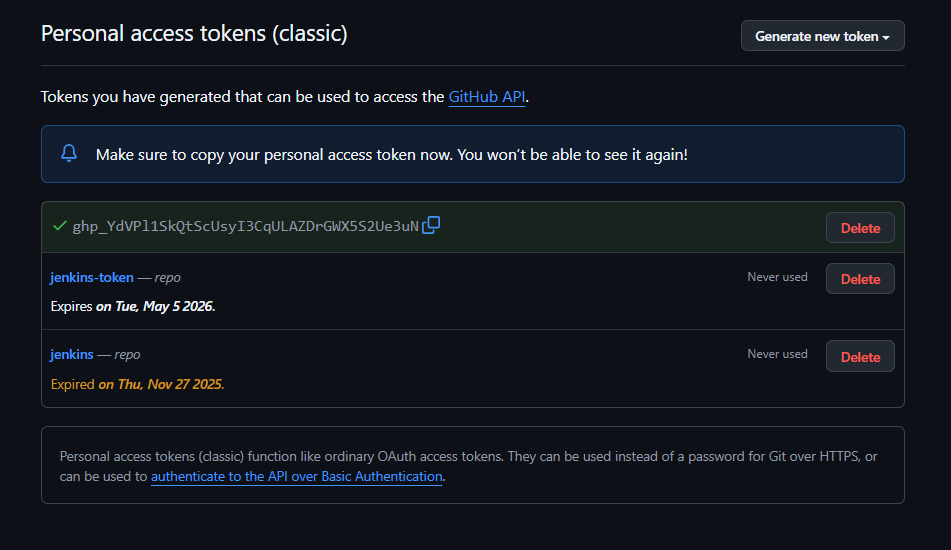 Personal access tokens (classic)
Generate new token
Tokens you have generated that can be used to access the GitHub API.
Make sure to copy your personal access token now. You won’t be able to see it again!
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
Delete
jenkins-token — repo
Never used
Delete
Expires on Tue, May 5 2026.
jenkins — repo
Never used
Delete
Expired on Thu, Nov 27 2025.
Personal access tokens (classic) function like ordinary OAuth access tokens. They can be used instead of a password for Git over HTTPS, or
can be used to authenticate to the API over Basic Authentication.